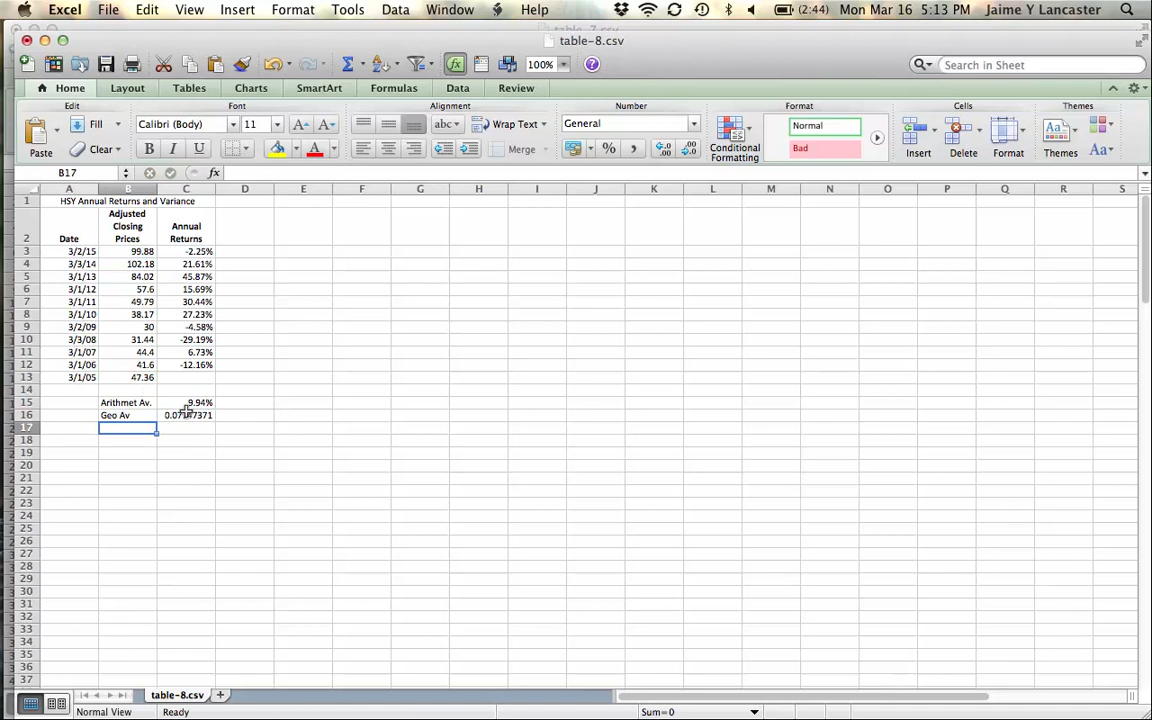 Excel File Edit View Insert Format Tools Data Window Help (2:44) Mon Mar 16 5:13 PM Jaime Y Lancaster
table-8.csv
100% Search in Sheet
Home Layout Tables Charts SmartArt Formulas Data Review
Edit Font Alignment Number Format Cells Themes
Fill Calibri (Body) 11 A A abc Wrap Text General Normal
Paste Clear B I U A Merge % Conditional Formatting Bad Insert Delete Format Themes Aa
B17 fx
A B C D E F G H I J K L M N O P Q R S
1 HSY Annual Returns and Variance
2 Date Adjusted Closing Prices Annual Returns
3 3/2/15 99.88 -2.25%
4 3/3/14 102.18 21.61%
5 3/1/13 84.02 45.87%
6 3/1/12 57.6 15.69%
7 3/1/11 49.79 30.44%
8 3/1/10 38.17 27.23%
9 3/2/09 30 -4.58%
10 3/3/08 31.44 -29.19%
11 3/1/07 44.4 6.73%
12 3/1/06 41.6 -12.16%
13 3/1/05 47.36
14
15 Arithmet Av. 9.94%
16 Geo Av
17
18
19
20
21
22
23
24
25
26
27
28
29
30
31
32
33
34
35
36
37
table-8.csv
Normal View Ready Sum=0